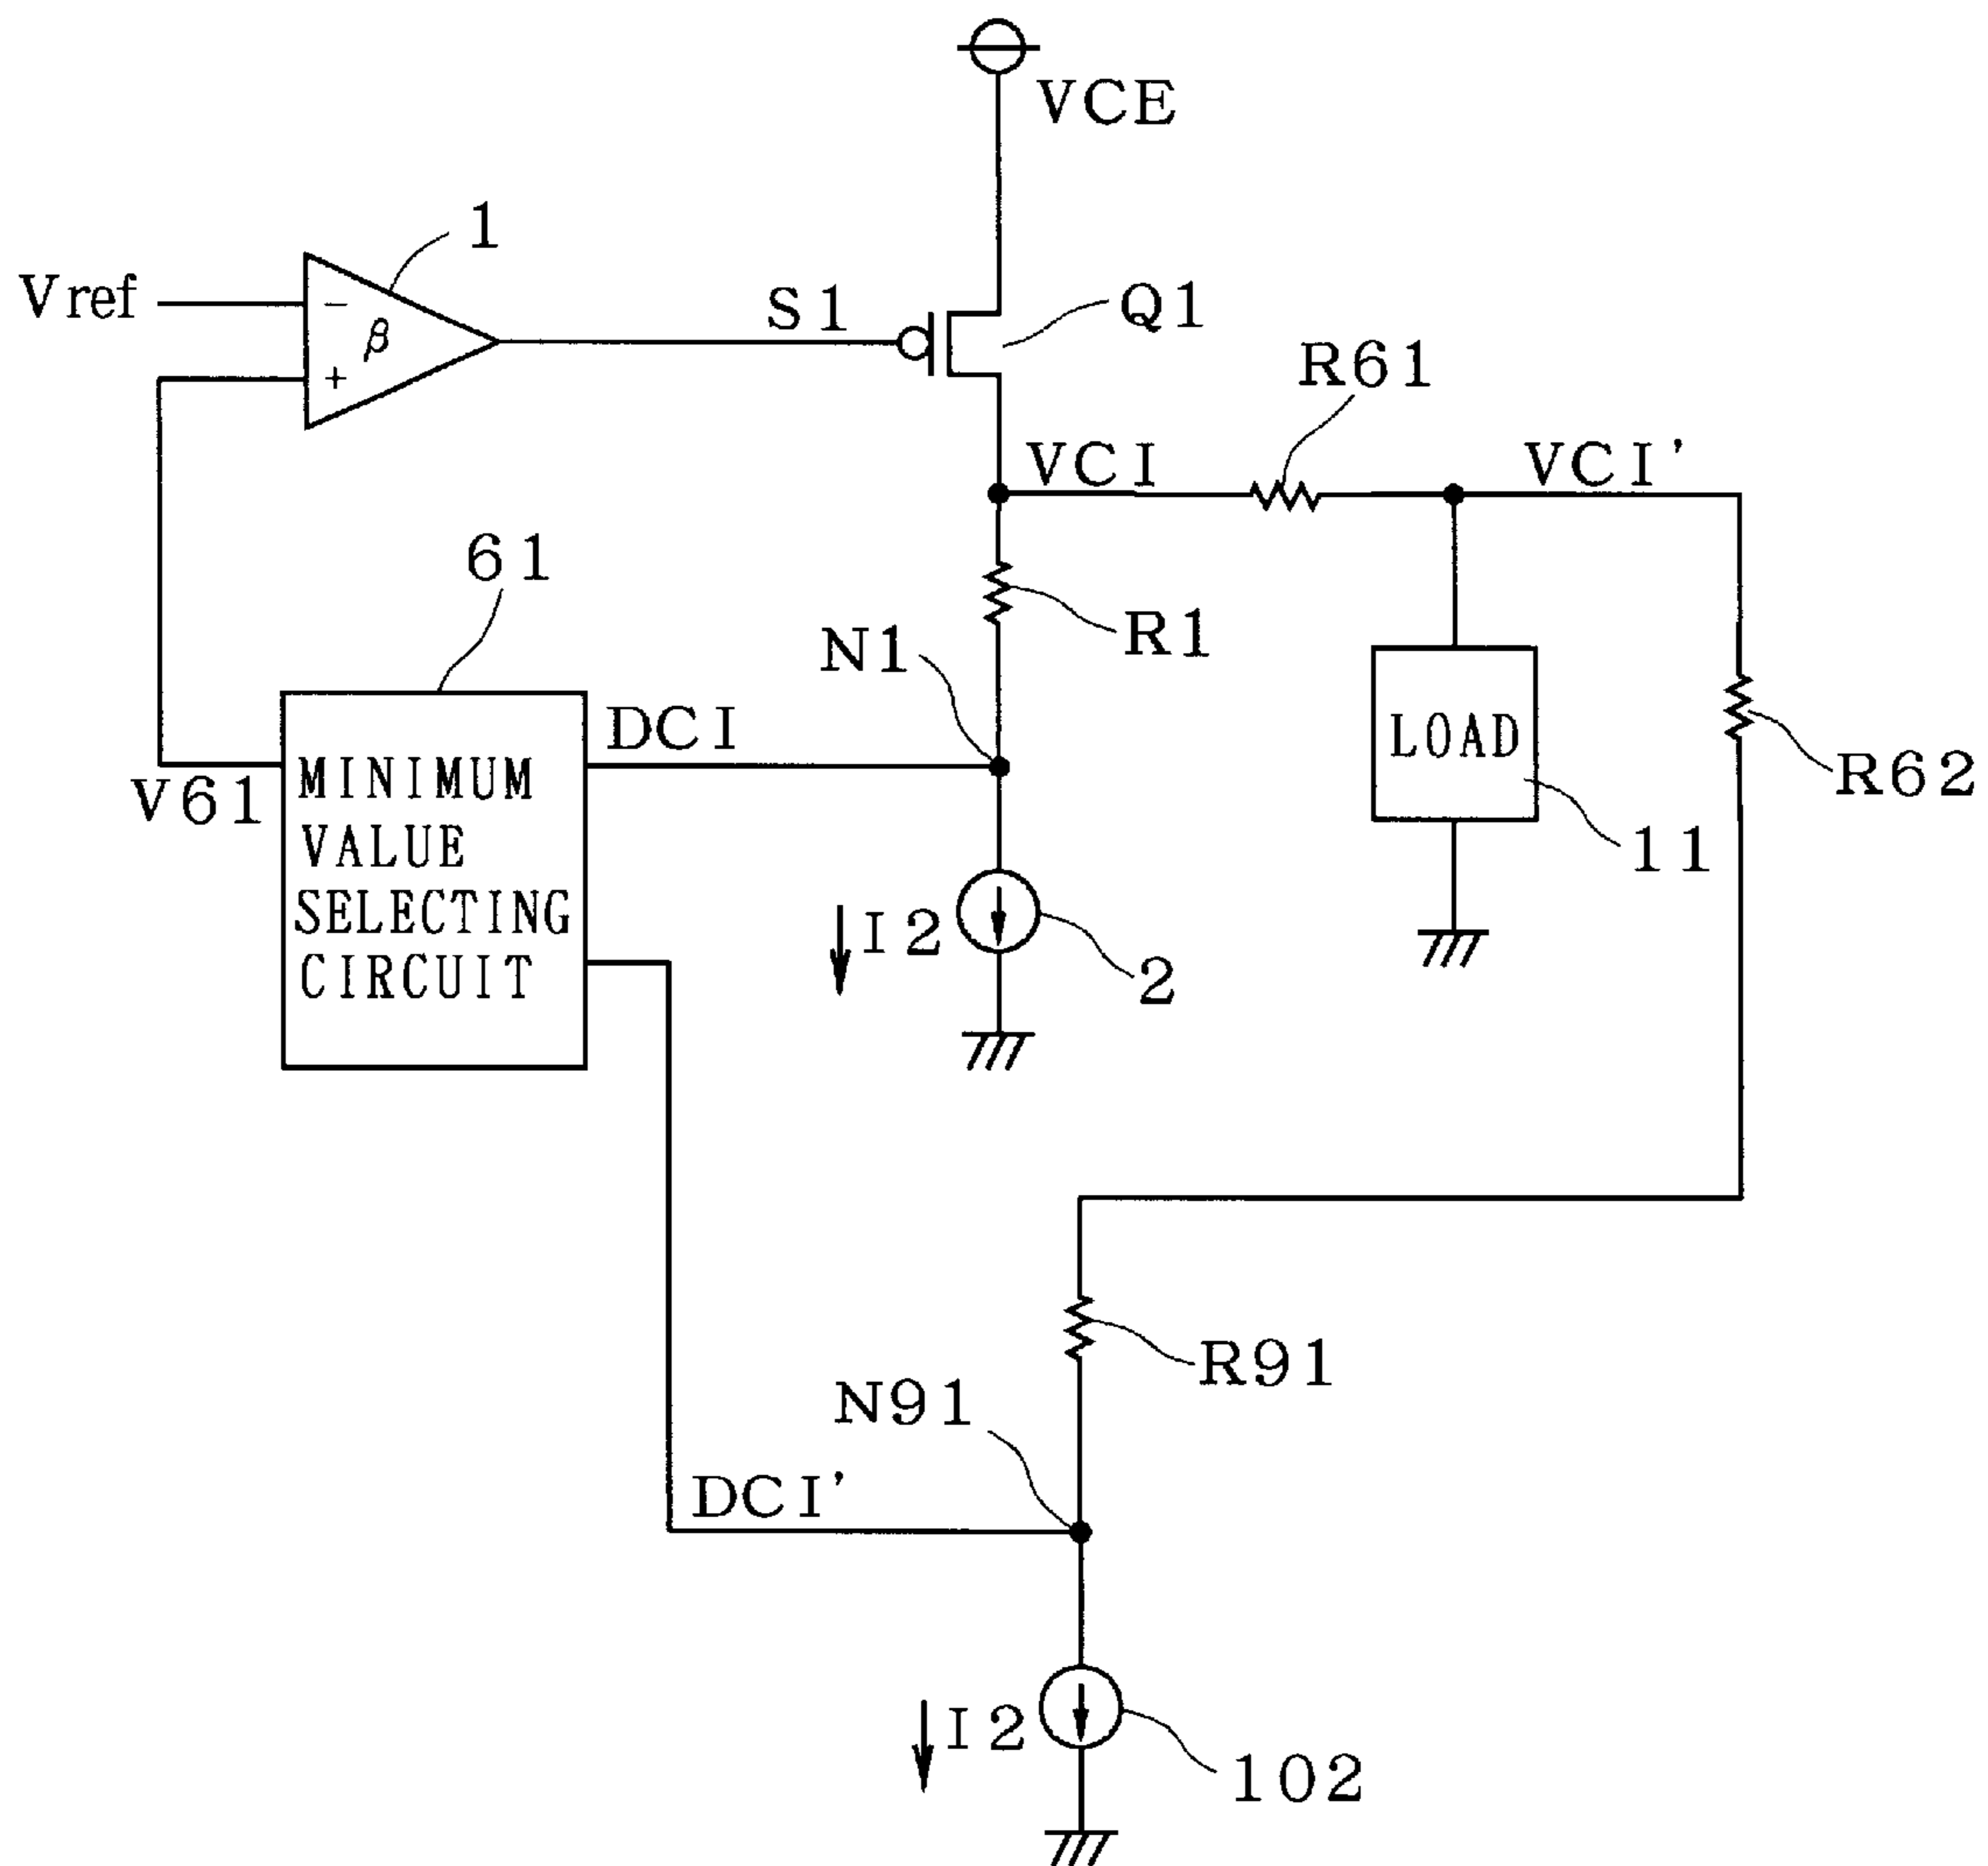 VCE
1
Vref
−
β
+
S1
Q1
R61
VCI
VCI'
61
R1
N1
DCI
LOAD
R62
V61
MINIMUM
VALUE
SELECTING
CIRCUIT
11
I2
2
R91
N91
DCI'
I2
102